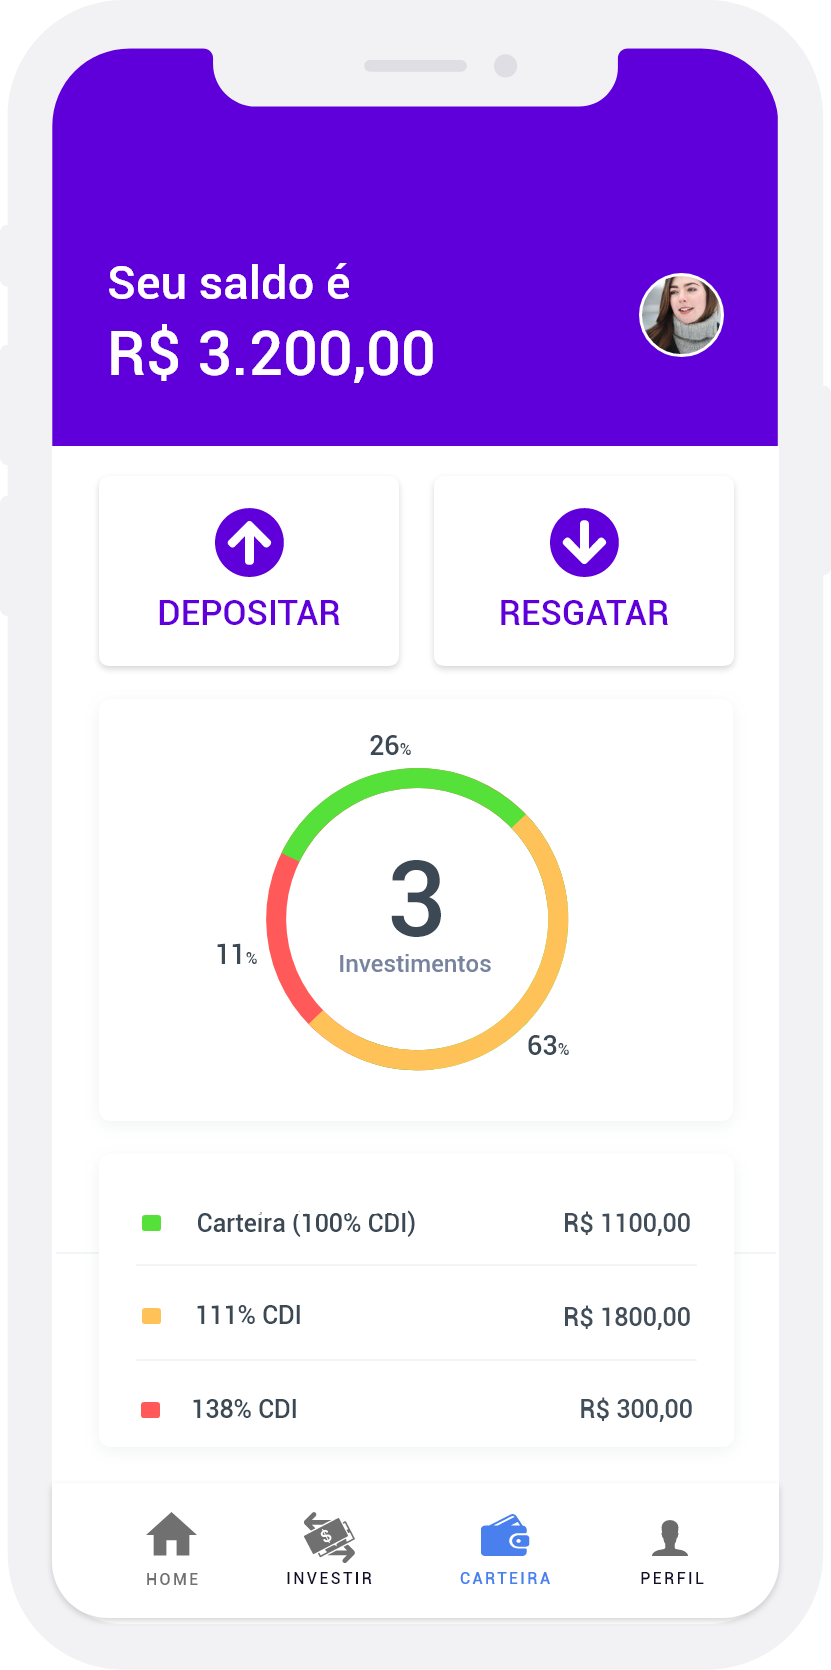 Seu saldo é
R$ 3.200,00
DEPOSITAR
RESGATAR
26%
3
Investimentos
11%
63%
Carteira (100% CDI) R$ 1100,00
111% CDI R$ 1800,00
138% CDI R$ 300,00
HOME INVESTIR CARTEIRA PERFIL